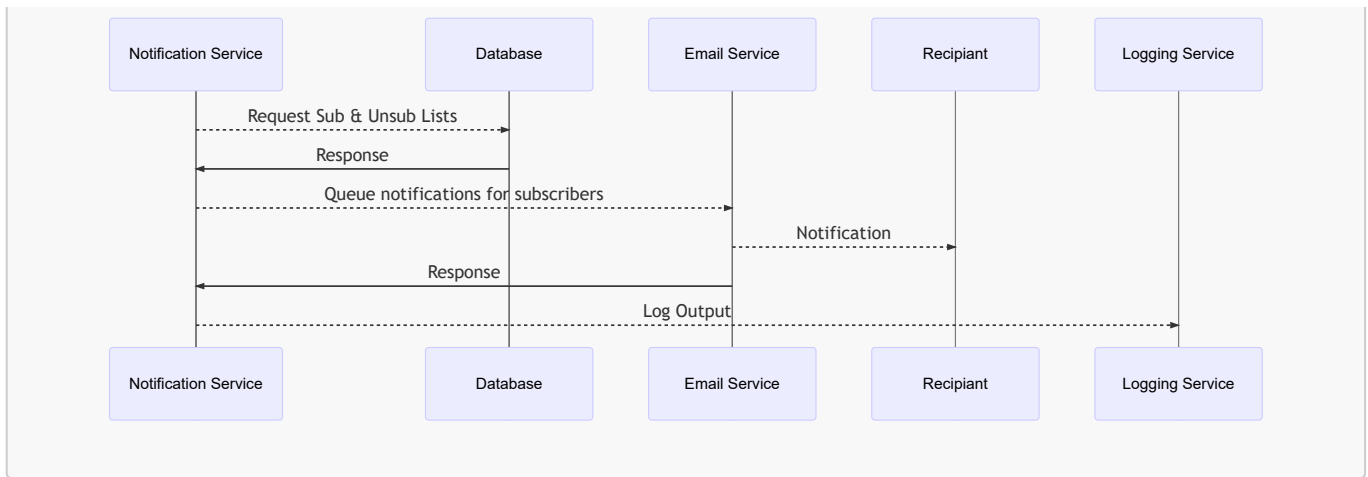 Notification Service
Database
Email Service
Recipiant
Logging Service
Request Sub & Unsub Lists
Response
Queue notifications for subscribers
Notification
Response
Log Output
Notification Service
Database
Email Service
Recipiant
Logging Service